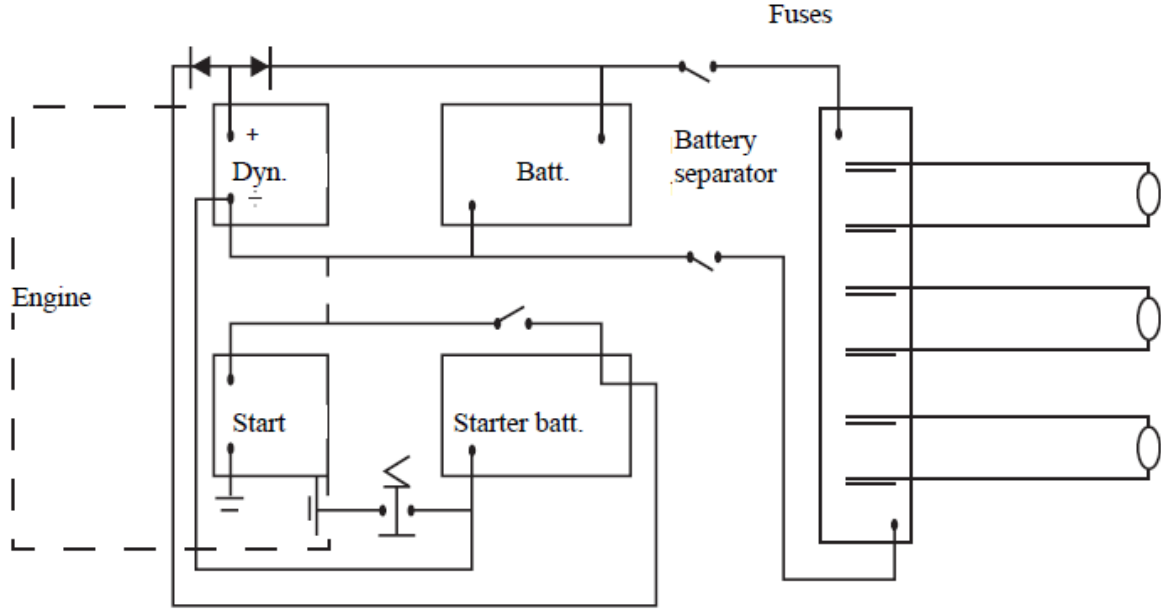 Fuses
+
Dyn.
Batt.
Battery
separator
Engine
Start
Starter batt.